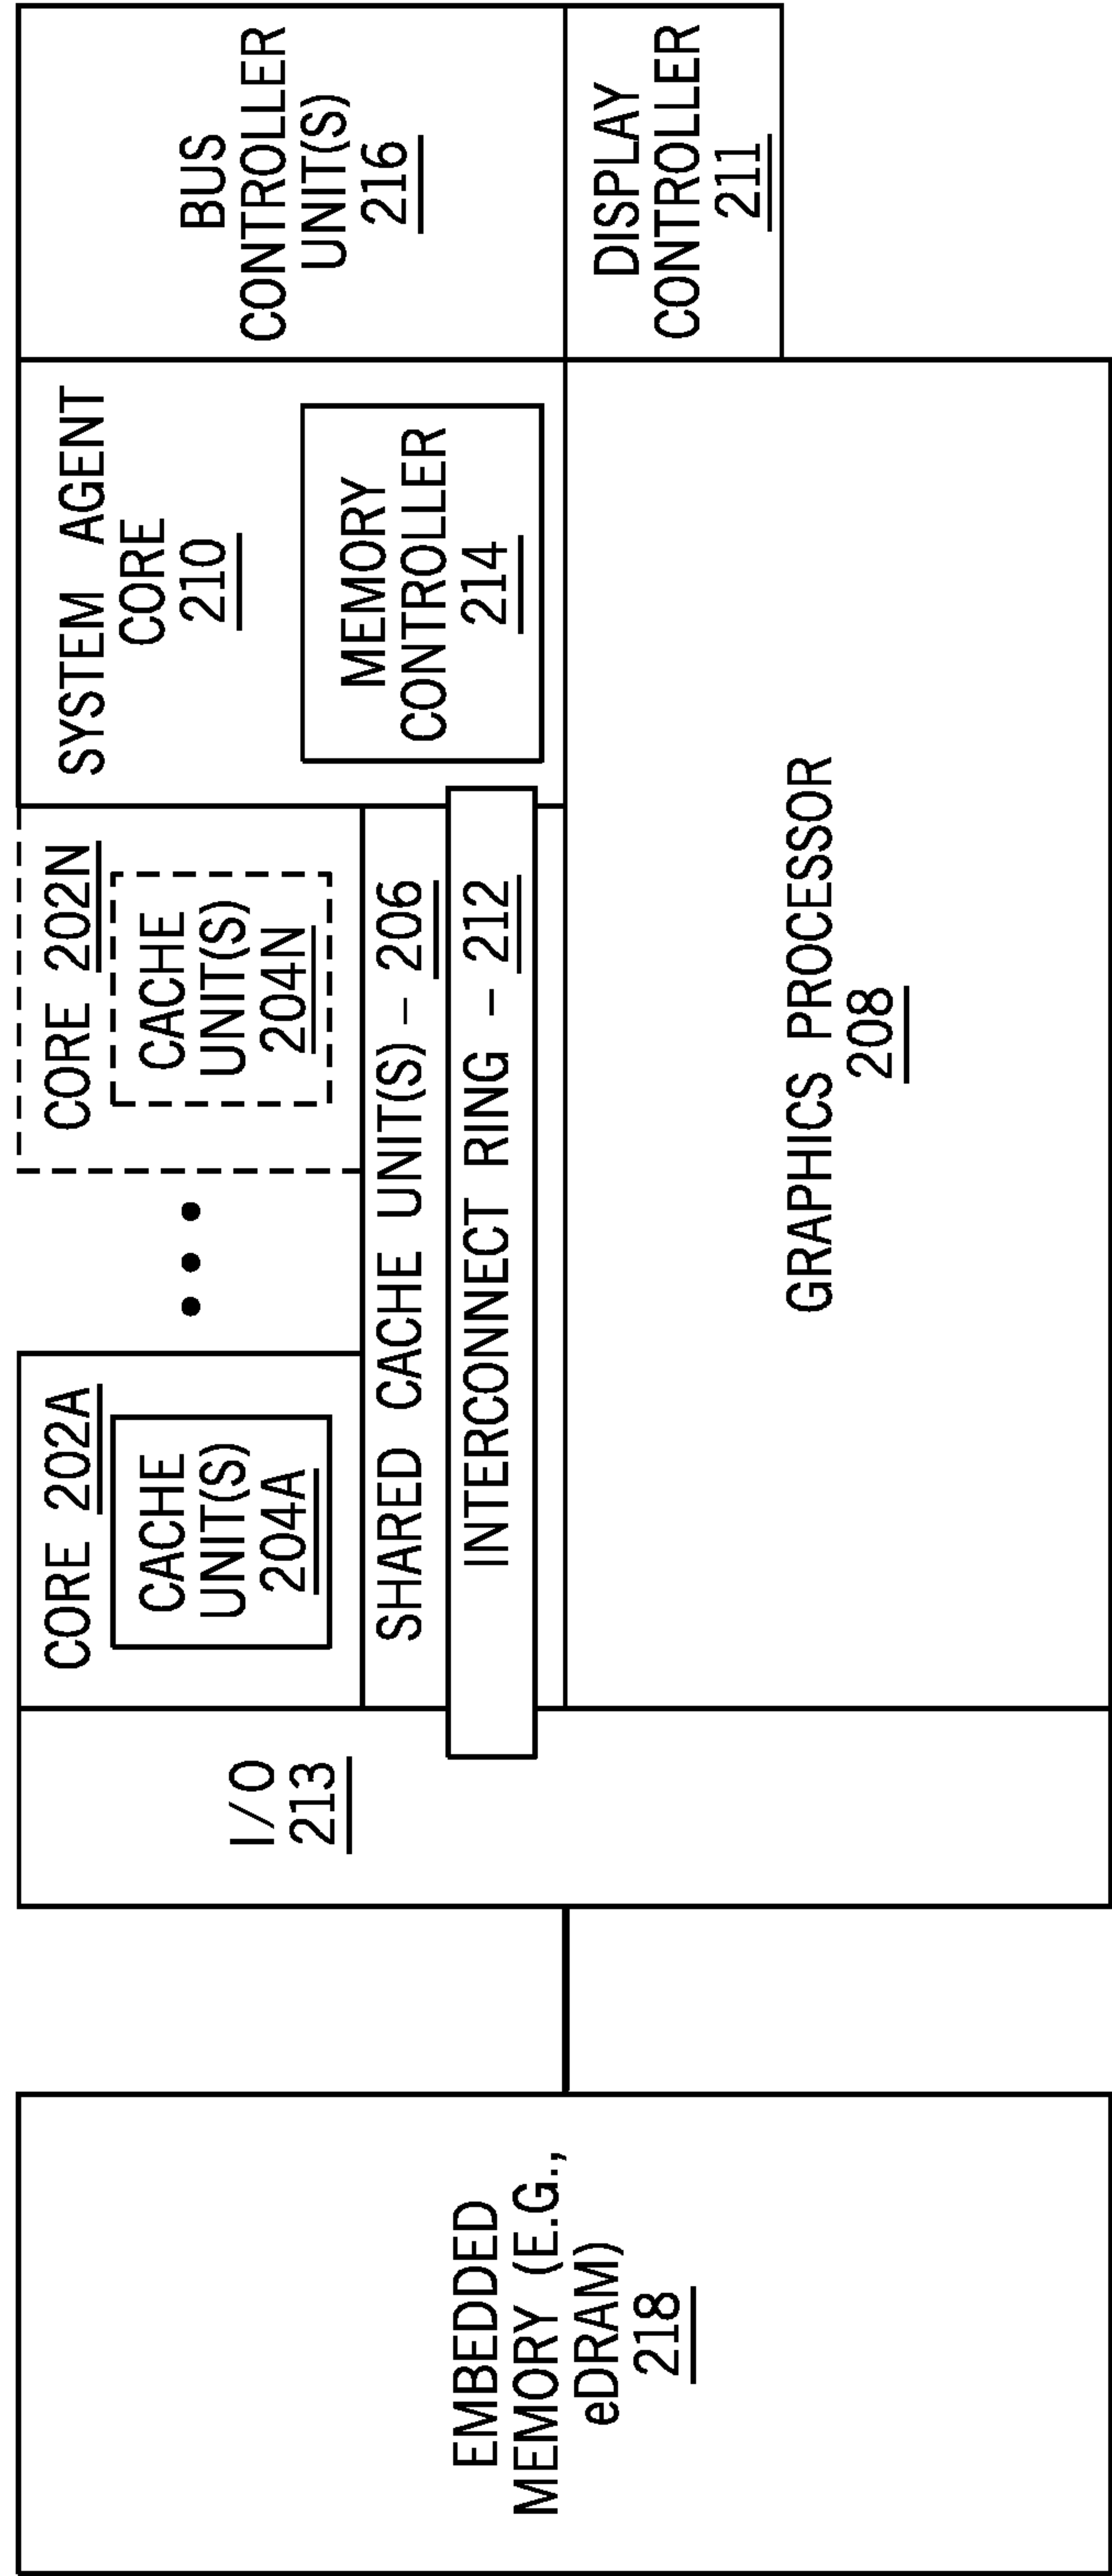 EMBEDDED
MEMORY (E.G.,
eDRAM)
218
I/O
213
CORE 202A
CACHE
UNIT(S)
204A
• • •
CORE 202N
CACHE
UNIT(S)
204N
SHARED CACHE UNIT(S) - 206
INTERCONNECT RING - 212
SYSTEM AGENT
CORE
210
MEMORY
CONTROLLER
214
BUS
CONTROLLER
UNIT(S)
216
DISPLAY
CONTROLLER
211
GRAPHICS PROCESSOR
208